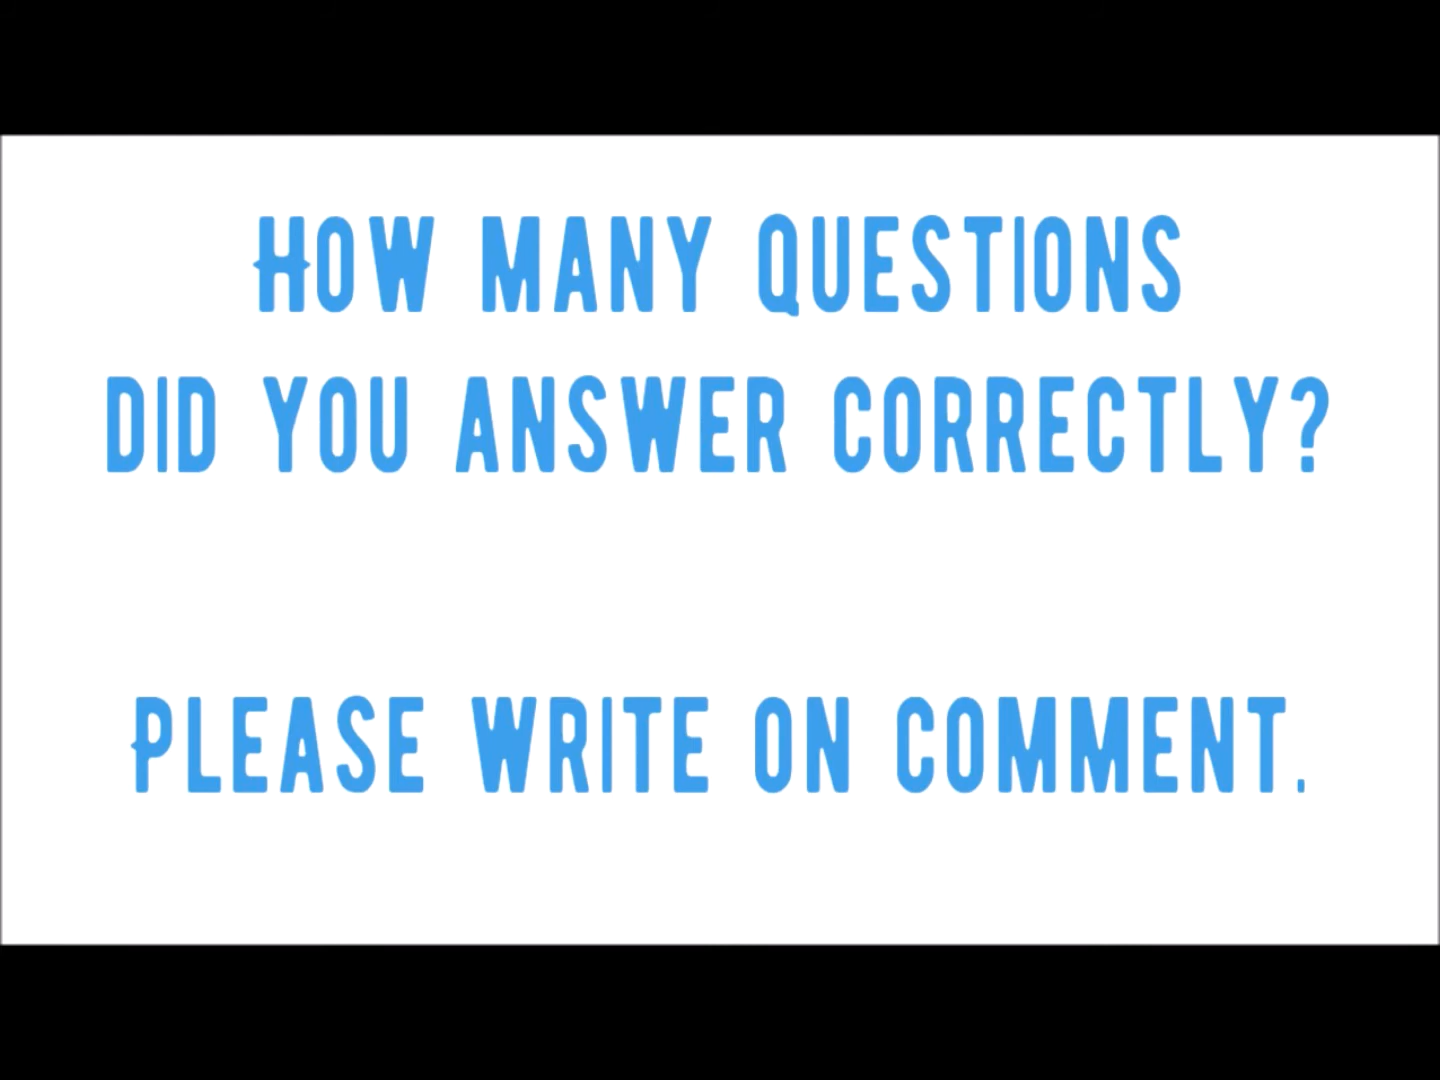 How many Questions
did you answer correctly?
Please write on comment.